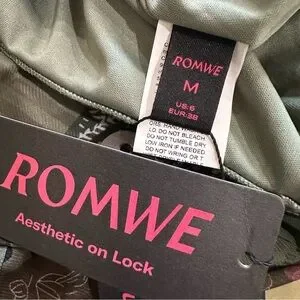 ROMWE
M
US:6
EUR:38
DO NOT BLEACH
DO NOT TUMBLE DRY
LOW IRON IF NEEDED
DO NOT WRING OR T
ROMWE
Aesthetic on Lock